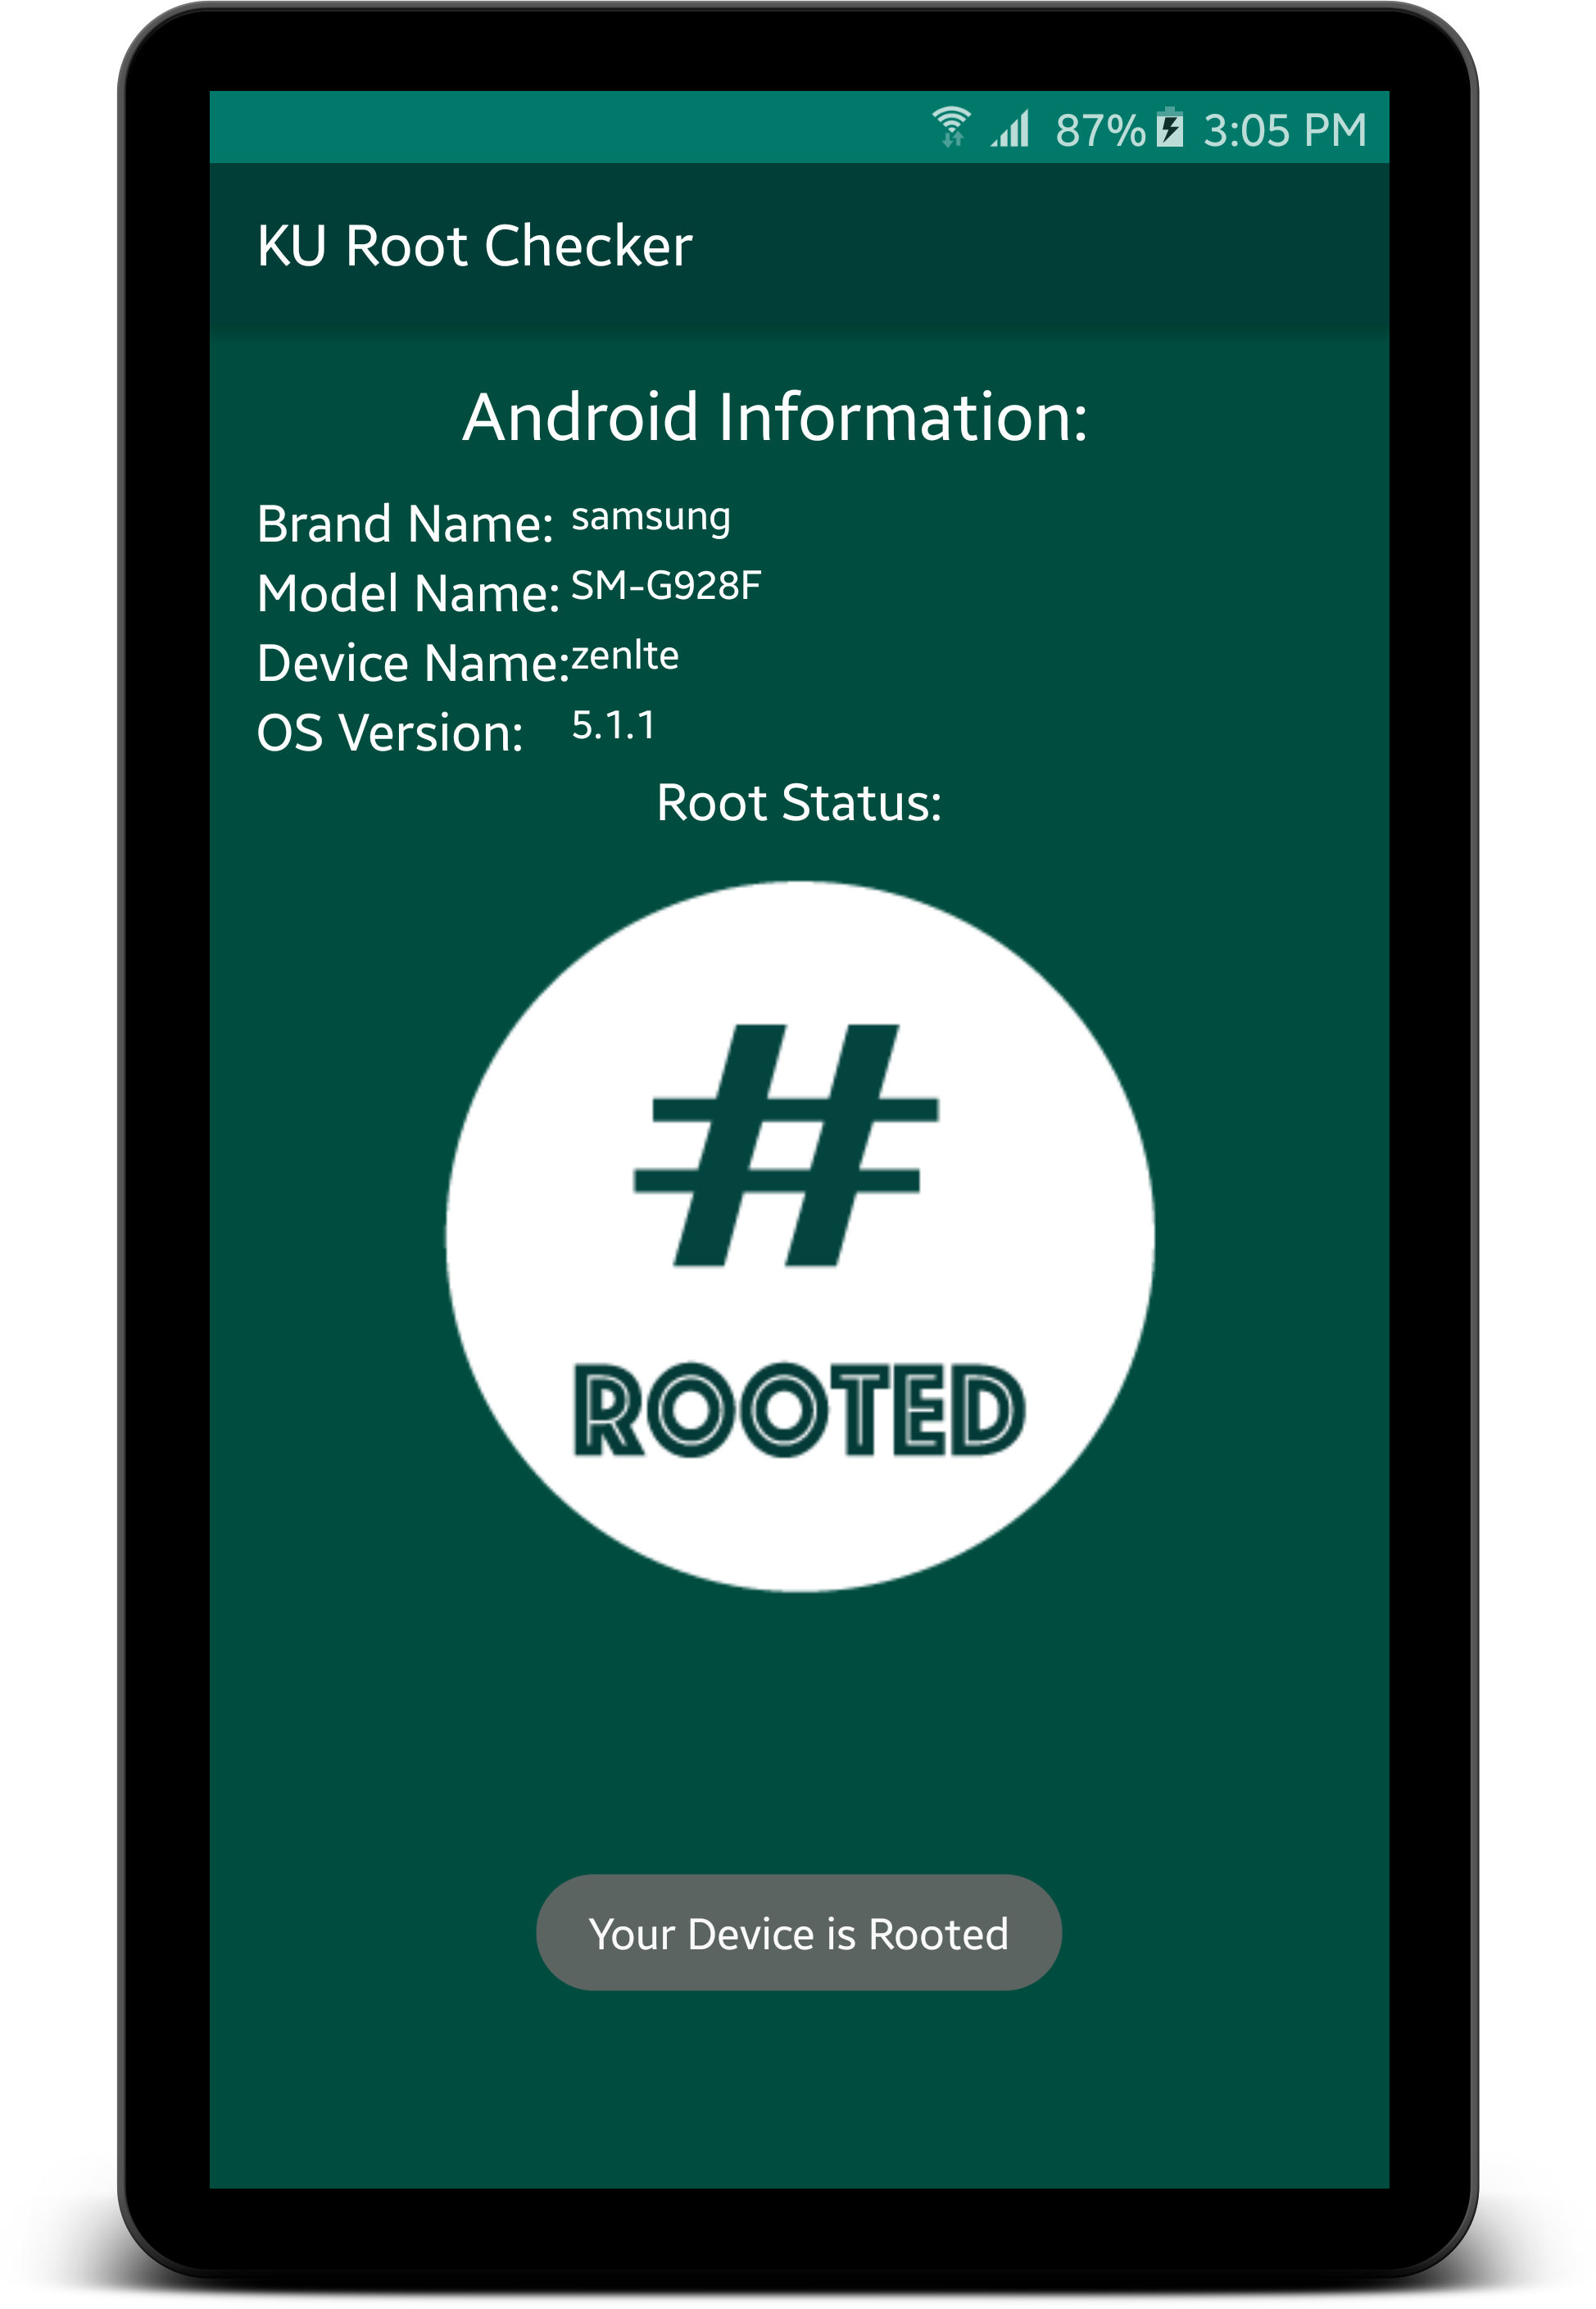 87% 3:05 PM
KU Root Checker
Android Information:
Brand Name: samsung
Model Name: SM-G928F
Device Name: zenlte
OS Version: 5.1.1
Root Status:
#
ROOTED
Your Device is Rooted